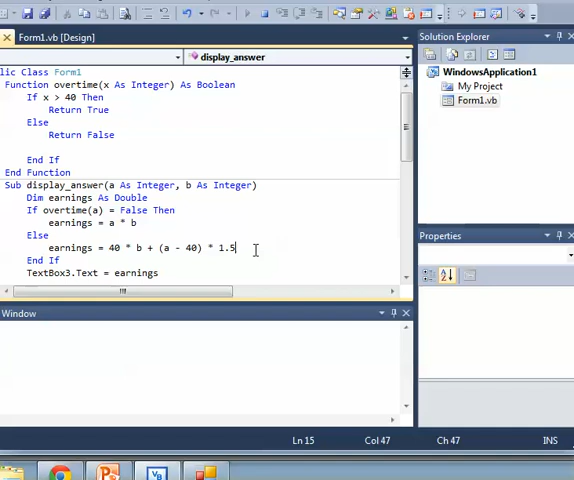 Form1.vb [Design]
display_answer
lic Class Form1
Function overtime(x As Integer) As Boolean
If x > 40 Then
Return True
Else
Return False
End If
End Function
Sub display_answer(a As Integer, b As Integer)
Dim earnings As Double
If overtime(a) = False Then
earnings = a * b
Else
earnings = 40 * b + (a - 40) * 1.5
End If
TextBox3.Text = earnings
Window
Ln 15
Col 47
Ch 47
INS
Solution Explorer
WindowsApplication1
My Project
Form1.vb
Properties